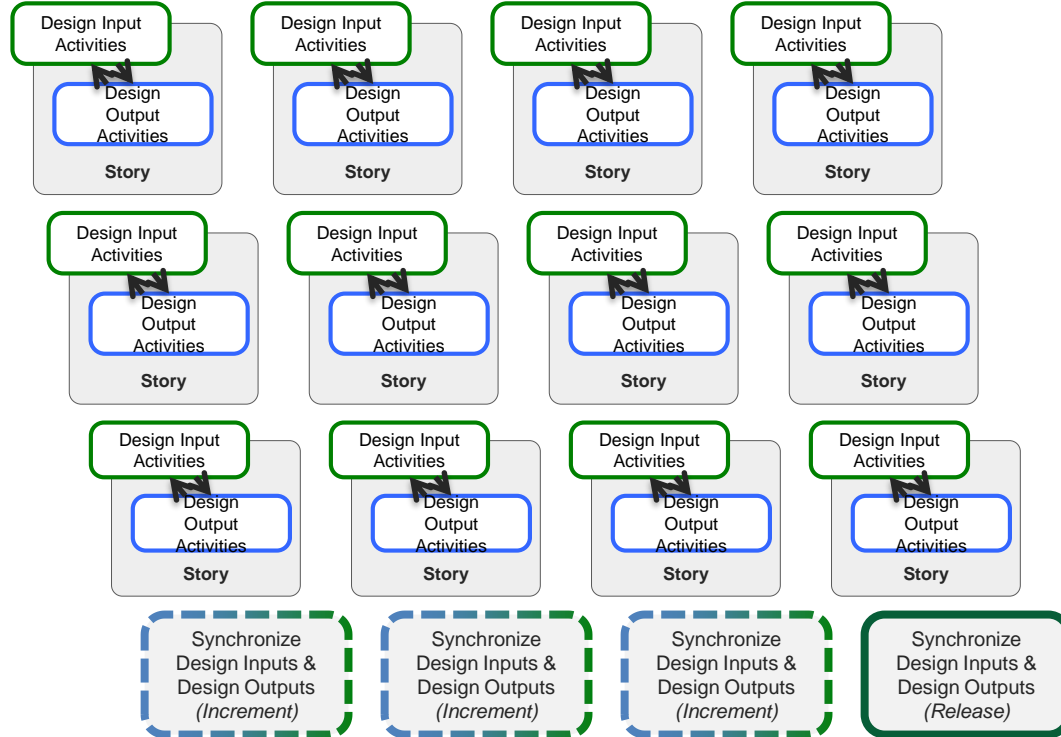 Design Input
Activities
Design
Output
Activities
Story
Design Input
Activities
Design
Output
Activities
Story
Design Input
Activities
Design
Output
Activities
Story
Design Input
Activities
Design
Output
Activities
Story
Design Input
Activities
Design
Output
Activities
Story
Design Input
Activities
Design
Output
Activities
Story
Design Input
Activities
Design
Output
Activities
Story
Design Input
Activities
Design
Output
Activities
Story
Design Input
Activities
Design
Output
Activities
Story
Design Input
Activities
Design
Output
Activities
Story
Design Input
Activities
Design
Output
Activities
Story
Design Input
Activities
Design
Output
Activities
Story
Synchronize
Design Inputs &
Design Outputs
(Increment)
Synchronize
Design Inputs &
Design Outputs
(Increment)
Synchronize
Design Inputs &
Design Outputs
(Increment)
Synchronize
Design Inputs &
Design Outputs
(Release)